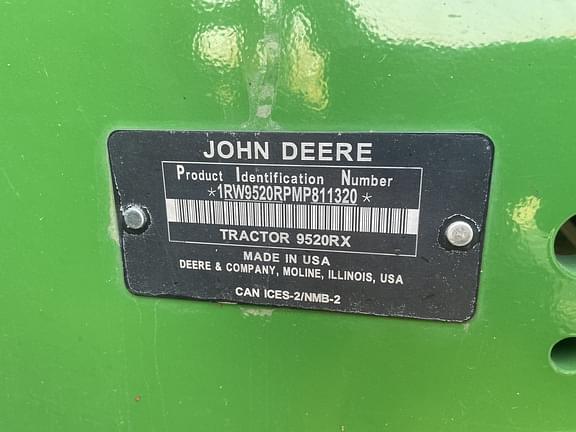 JOHN DEERE
Product Identification Number
*1RW9520RPMP811320*
TRACTOR 9520RX
MADE IN USA
DEERE & COMPANY, MOLINE, ILLINOIS, USA
CAN ICES-2/NMB-2